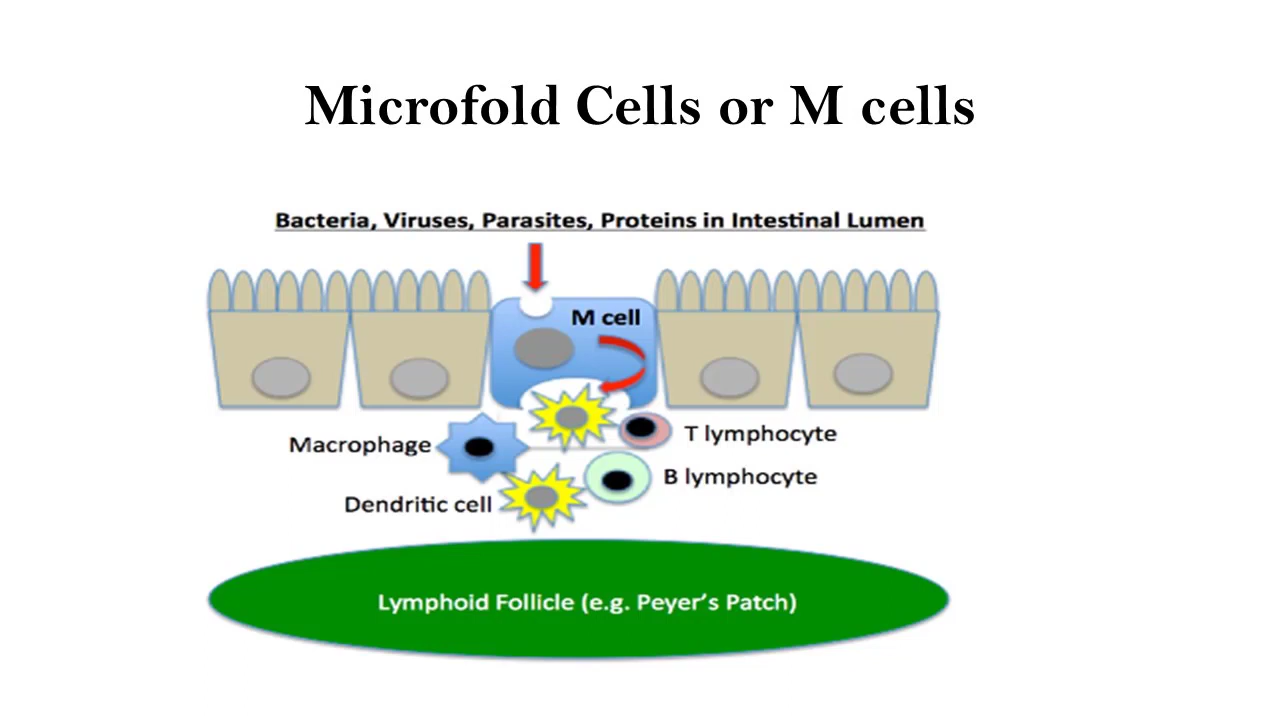 Microfold Cells or M cells
Bacteria, Viruses, Parasites, Proteins in Intestinal Lumen
M cell
T lymphocyte
Macrophage
B lymphocyte
Dendritic cell
Lymphoid Follicle (e.g. Peyer's Patch)